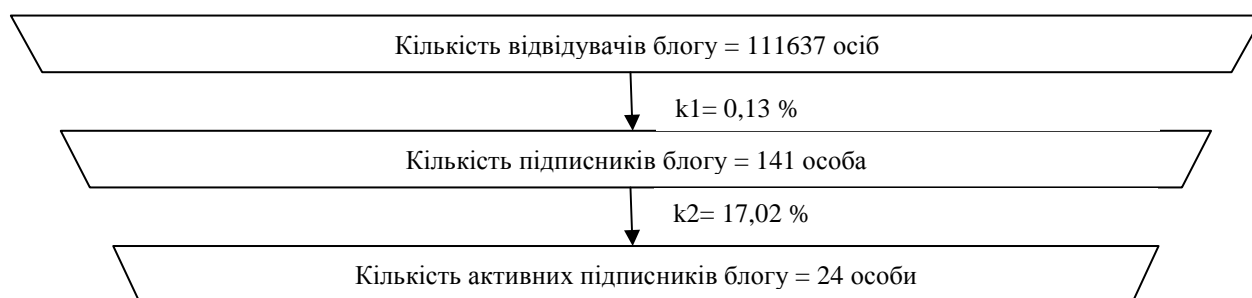 Кількість відвідувачів блогу = 111637 осіб
k1= 0,13 %
Кількість підписників блогу = 141 особа
k2= 17,02 %
Кількість активних підписників блогу = 24 особи